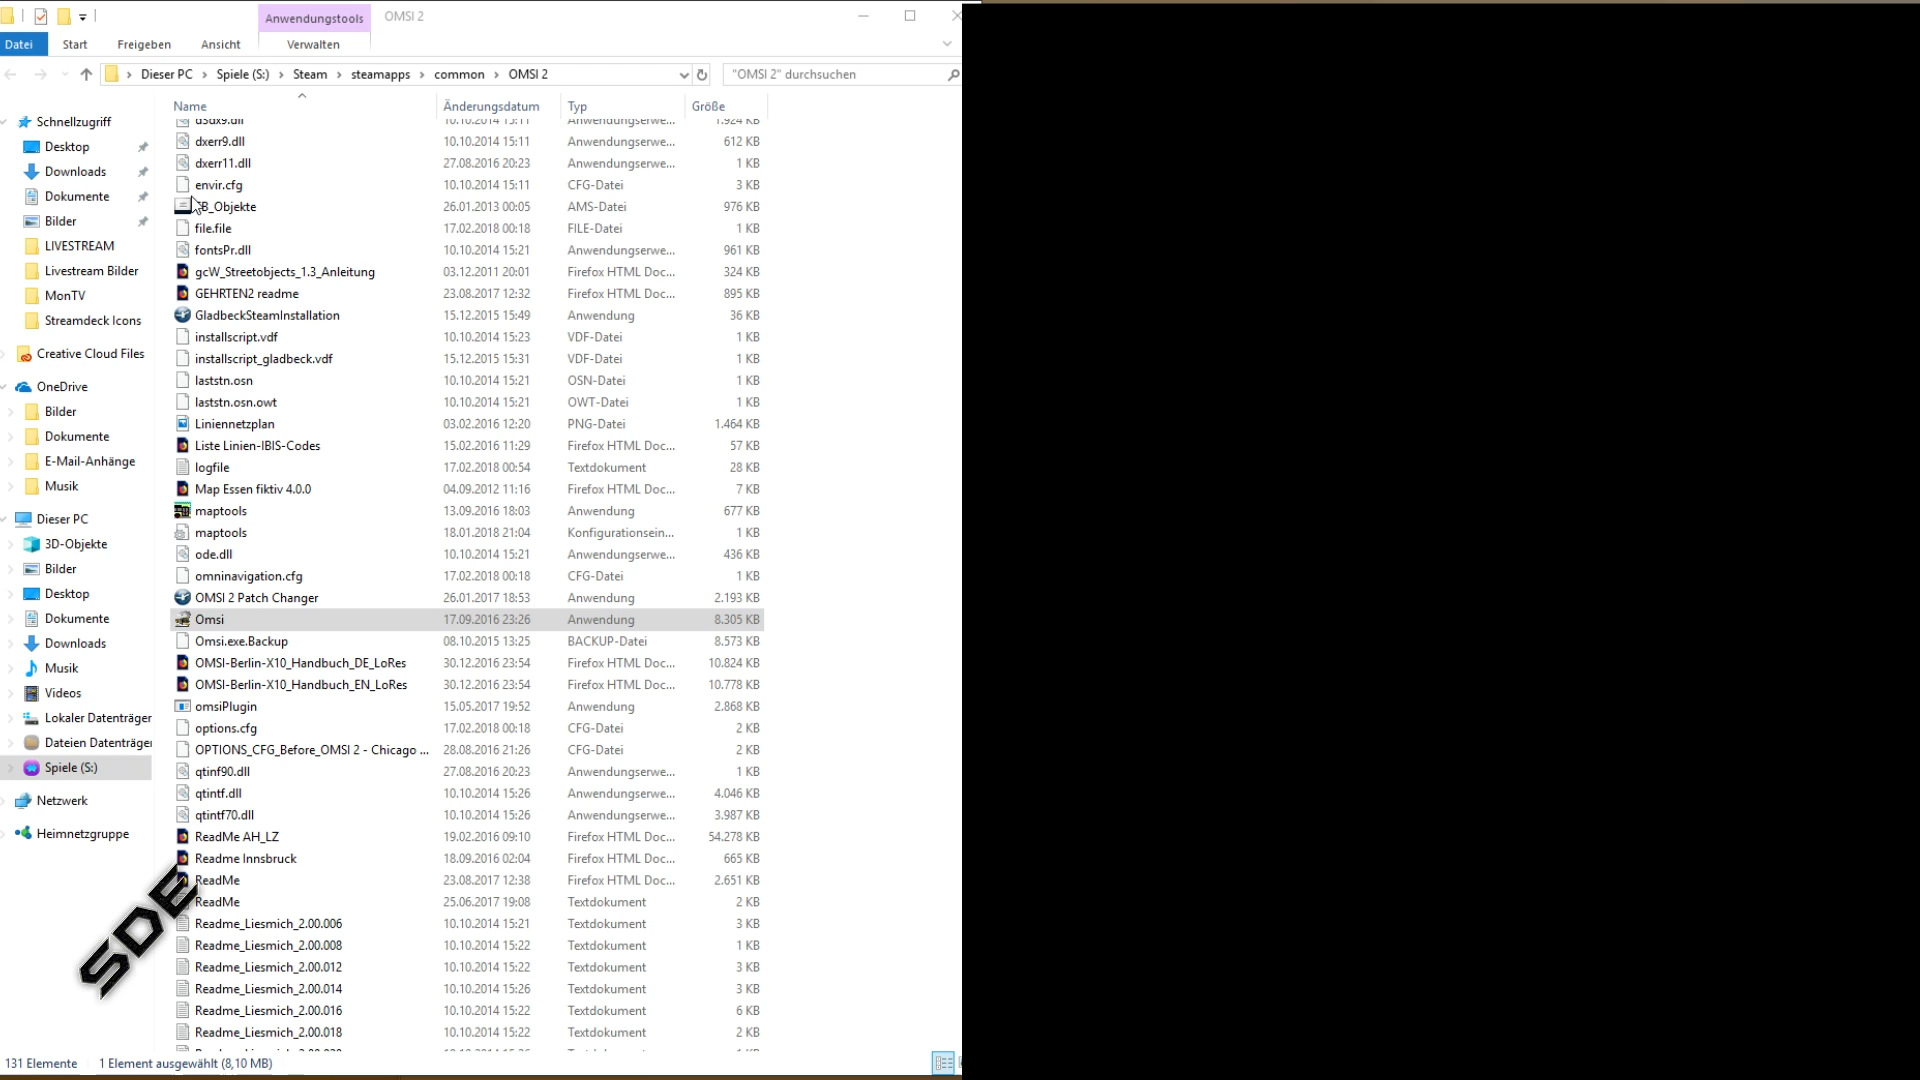 Anwendungstools OMSI 2
Datei Start Freigeben Ansicht Verwalten
Dieser PC Spiele (S:) Steam steamapps common OMSI 2 "OMSI 2" durchsuchen
Name Änderungsdatum Typ Größe
Schnellzugriff
Desktop
Downloads
Dokumente
Bilder
LIVESTREAM
Livestream Bilder
MonTV
Streamdeck Icons
Creative Cloud Files
OneDrive
Bilder
Dokumente
E-Mail-Anhänge
Musik
Dieser PC
3D-Objekte
Bilder
Desktop
Dokumente
Downloads
Musik
Videos
Lokaler Datenträger
Dateien Datenträge
Spiele (S:)
Netzwerk
Heimnetzgruppe
d3dx9.dll 10.10.2014 15:11 Anwendungserwe... 1.924 KB
dxerr9.dll 10.10.2014 15:11 Anwendungserwe... 612 KB
dxerr11.dll 27.08.2016 20:23 Anwendungserwe... 1 KB
envir.cfg 10.10.2014 15:11 CFG-Datei 3 KB
B_Objekte 26.01.2013 00:05 AMS-Datei 976 KB
file.file 17.02.2018 00:18 FILE-Datei 1 KB
fontsPr.dll 10.10.2014 15:21 Anwendungserwe... 961 KB
gcW_Streetobjects_1.3_Anleitung 03.12.2011 20:01 Firefox HTML Doc... 324 KB
GEHRTEN2 readme 23.08.2017 12:32 Firefox HTML Doc... 895 KB
GladbeckSteamInstallation 15.12.2015 15:49 Anwendung 36 KB
installscript.vdf 10.10.2014 15:23 VDF-Datei 1 KB
installscript_gladbeck.vdf 15.12.2015 15:31 VDF-Datei 1 KB
laststn.osn 10.10.2014 15:21 OSN-Datei 1 KB
laststn.osn.owt 10.10.2014 15:21 OWT-Datei 1 KB
Liniennetzplan 03.02.2016 12:20 PNG-Datei 1.464 KB
Liste Linien-IBIS-Codes 15.02.2016 11:29 Firefox HTML Doc... 57 KB
logfile 17.02.2018 00:54 Textdokument 28 KB
Map Essen fiktiv 4.0.0 04.09.2012 11:16 Firefox HTML Doc... 7 KB
maptools 13.09.2016 18:03 Anwendung 677 KB
maptools 18.01.2018 21:04 Konfigurationsein... 1 KB
ode.dll 10.10.2014 15:21 Anwendungserwe... 436 KB
omninavigation.cfg 17.02.2018 00:18 CFG-Datei 1 KB
OMSI 2 Patch Changer 26.01.2017 18:53 Anwendung 2.193 KB
Omsi 17.09.2016 23:26 Anwendung 8.305 KB
Omsi.exe.Backup 08.10.2015 13:25 BACKUP-Datei 8.573 KB
OMSI-Berlin-X10_Handbuch_DE_LoRes 30.12.2016 23:54 Firefox HTML Doc... 10.824 KB
OMSI-Berlin-X10_Handbuch_EN_LoRes 30.12.2016 23:54 Firefox HTML Doc... 10.778 KB
omsiPlugin 15.05.2017 19:52 Anwendung 2.868 KB
options.cfg 17.02.2018 00:18 CFG-Datei 2 KB
OPTIONS_CFG_Before_OMSI 2 - Chicago ... 28.08.2016 21:26 CFG-Datei 2 KB
qtinf90.dll 27.08.2016 20:23 Anwendungserwe... 1 KB
qtintf.dll 10.10.2014 15:26 Anwendungserwe... 4.046 KB
qtintf70.dll 10.10.2014 15:26 Anwendungserwe... 3.987 KB
ReadMe AH_LZ 19.02.2016 09:10 Firefox HTML Doc... 54.278 KB
Readme Innsbruck 18.09.2016 02:04 Firefox HTML Doc... 665 KB
ReadMe 23.08.2017 12:38 Firefox HTML Doc... 2.651 KB
ReadMe 25.06.2017 19:08 Textdokument 2 KB
Readme_Liesmich_2.00.006 10.10.2014 15:21 Textdokument 3 KB
Readme_Liesmich_2.00.008 10.10.2014 15:22 Textdokument 1 KB
Readme_Liesmich_2.00.012 10.10.2014 15:22 Textdokument 3 KB
Readme_Liesmich_2.00.014 10.10.2014 15:26 Textdokument 3 KB
Readme_Liesmich_2.00.016 10.10.2014 15:22 Textdokument 6 KB
Readme_Liesmich_2.00.018 10.10.2014 15:22 Textdokument 2 KB
SDE
131 Elemente 1 Element ausgewählt (8,10 MB)